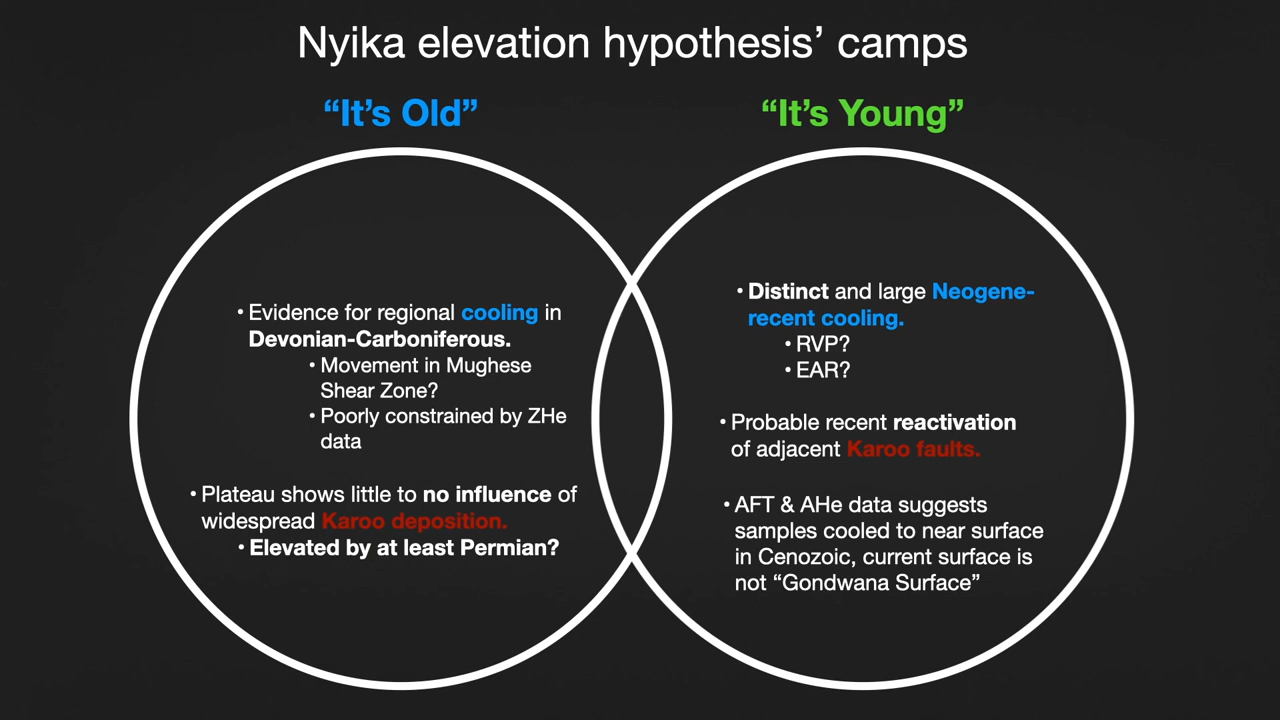 Nyika elevation hypothesis’ camps
“It’s Old”
• Evidence for regional cooling in
Devonian-Carboniferous.
• Movement in Mughese
Shear Zone?
• Poorly constrained by ZHe
data
• Plateau shows little to no influence of
widespread Karoo deposition.
• Elevated by at least Permian?
“It’s Young”
• Distinct and large Neogene-
recent cooling.
• RVP?
• EAR?
• Probable recent reactivation
of adjacent Karoo faults.
• AFT & AHe data suggests
samples cooled to near surface
in Cenozoic, current surface is
not “Gondwana Surface”